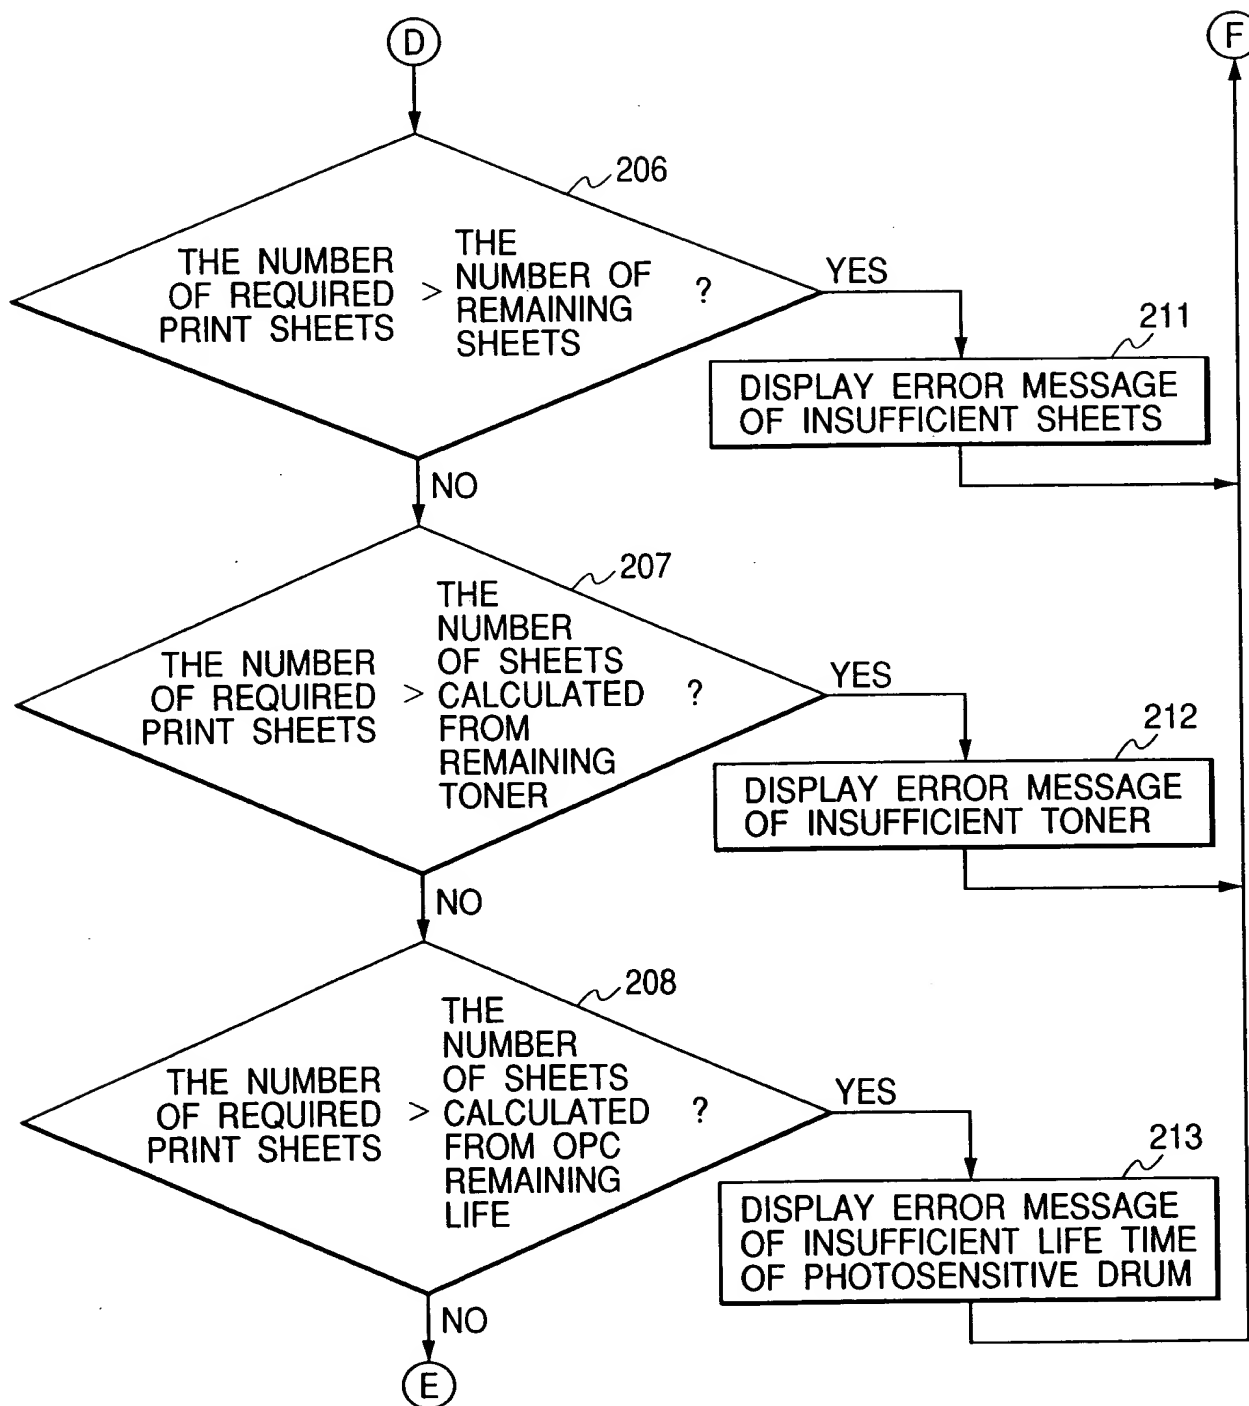 D
F
206
THE NUMBER
OF REQUIRED
PRINT SHEETS
>
THE
NUMBER OF
REMAINING
SHEETS
?
YES
211
DISPLAY ERROR MESSAGE
OF INSUFFICIENT SHEETS
NO
207
THE NUMBER
OF REQUIRED
PRINT SHEETS
>
THE
NUMBER
OF SHEETS
CALCULATED
FROM
REMAINING
TONER
?
YES
212
DISPLAY ERROR MESSAGE
OF INSUFFICIENT TONER
NO
208
THE NUMBER
OF REQUIRED
PRINT SHEETS
>
THE
NUMBER
OF SHEETS
CALCULATED
FROM OPC
REMAINING
LIFE
?
YES
213
DISPLAY ERROR MESSAGE
OF INSUFFICIENT LIFE TIME
OF PHOTOSENSITIVE DRUM
NO
E